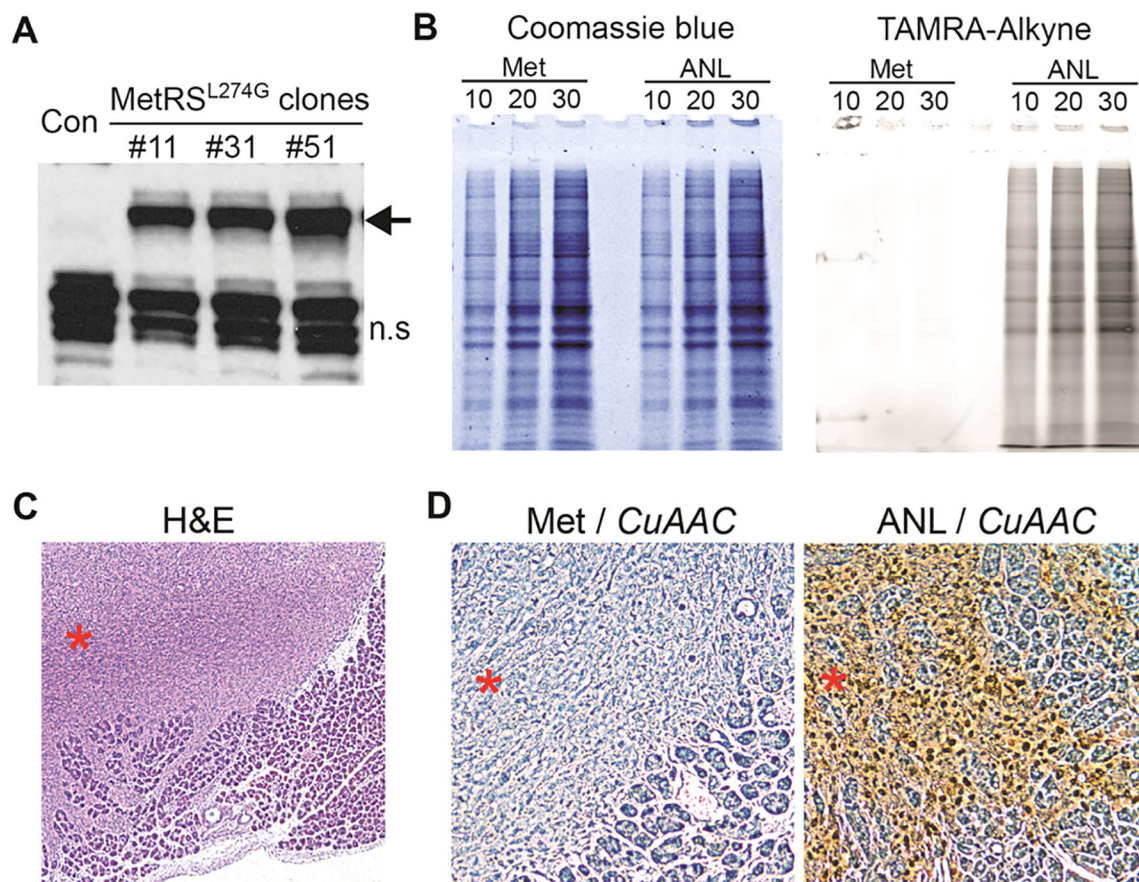 A
MetRS^L274G clones
Con
#11 #31 #51
n.s
B
Coomassie blue
Met ANL
10 20 30 10 20 30
TAMRA-Alkyne
Met ANL
10 20 30 10 20 30
C
H&E
*
D
Met / CuAAC
*
ANL / CuAAC
*